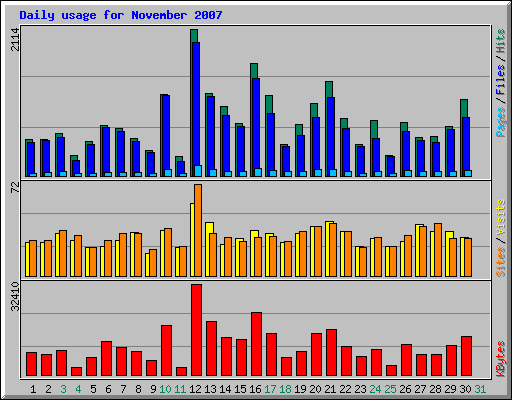 Daily usage for November 2007
2114
Pages / Files / Hits
72
Sites / Visits
32410
KBytes
1 2 3 4 5 6 7 8 9 10 11 12 13 14 15 16 17 18 19 20 21 22 23 24 25 26 27 28 29 30 31